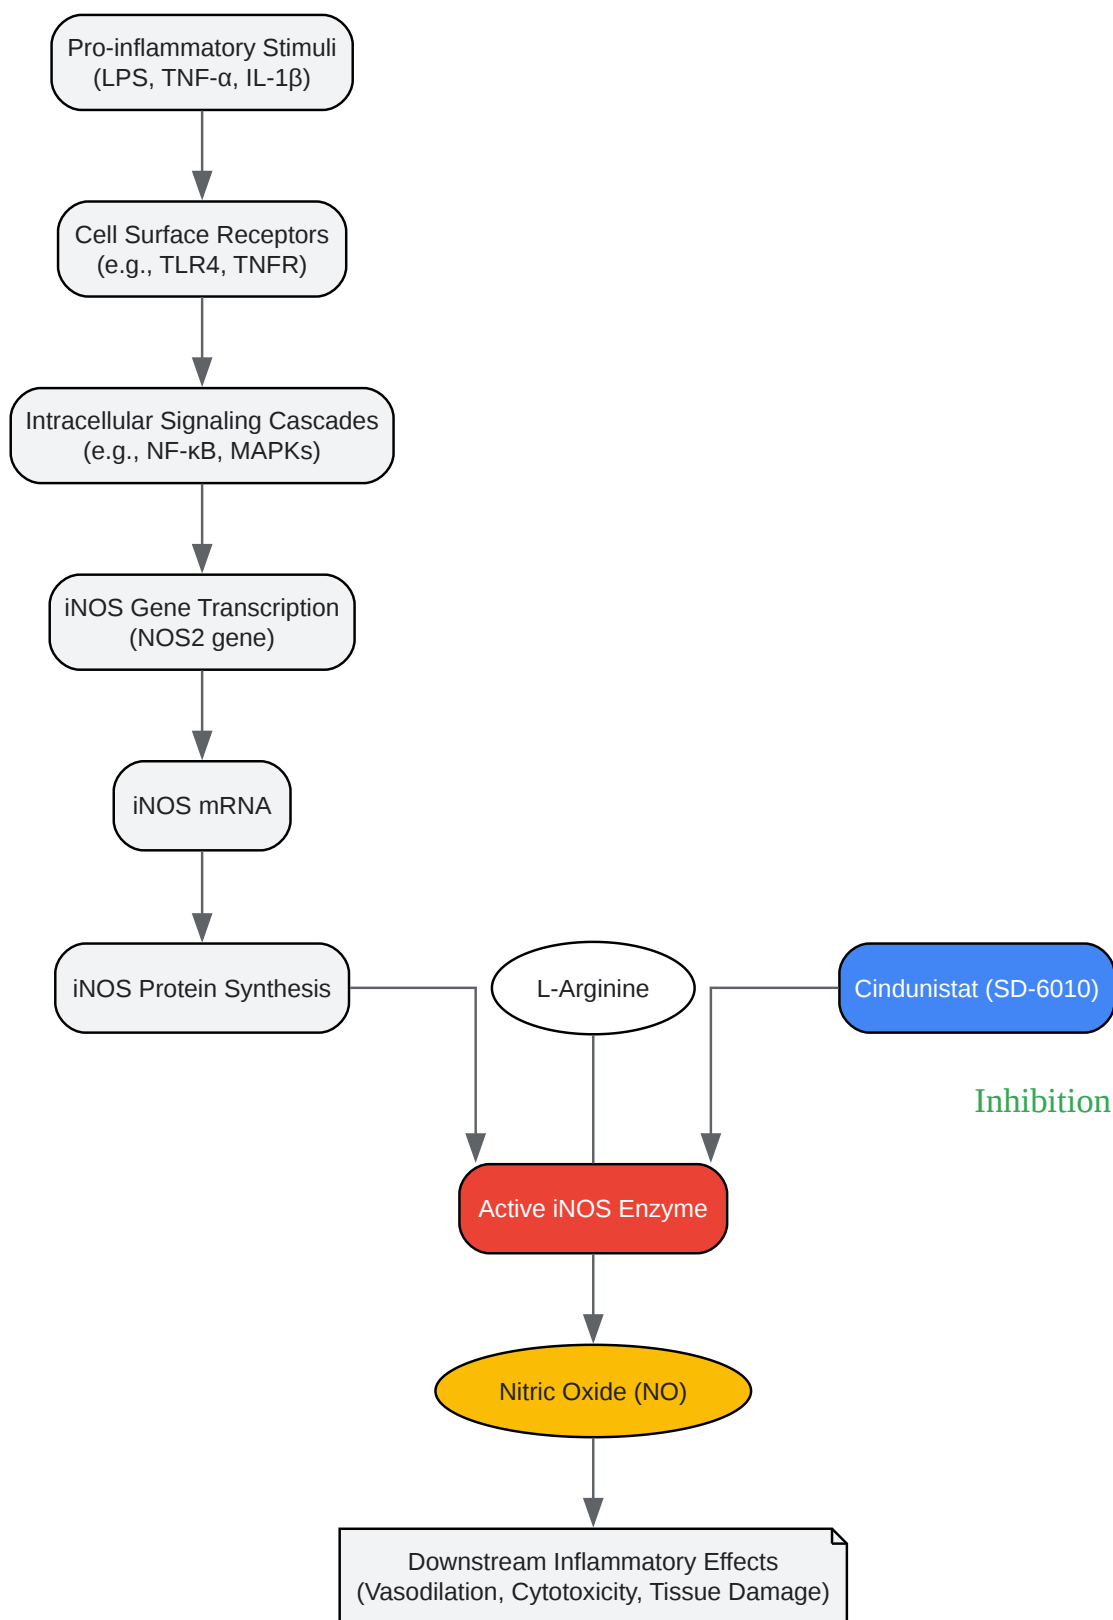 Pro-inflammatory Stimuli
(LPS, TNF-α, IL-1β)
Cell Surface Receptors
(e.g., TLR4, TNFR)
Intracellular Signaling Cascades
(e.g., NF-κB, MAPKs)
iNOS Gene Transcription
(NOS2 gene)
iNOS mRNA
iNOS Protein Synthesis
L-Arginine
Cindunistat (SD-6010)
Inhibition
Active iNOS Enzyme
Nitric Oxide (NO)
Downstream Inflammatory Effects
(Vasodilation, Cytotoxicity, Tissue Damage)